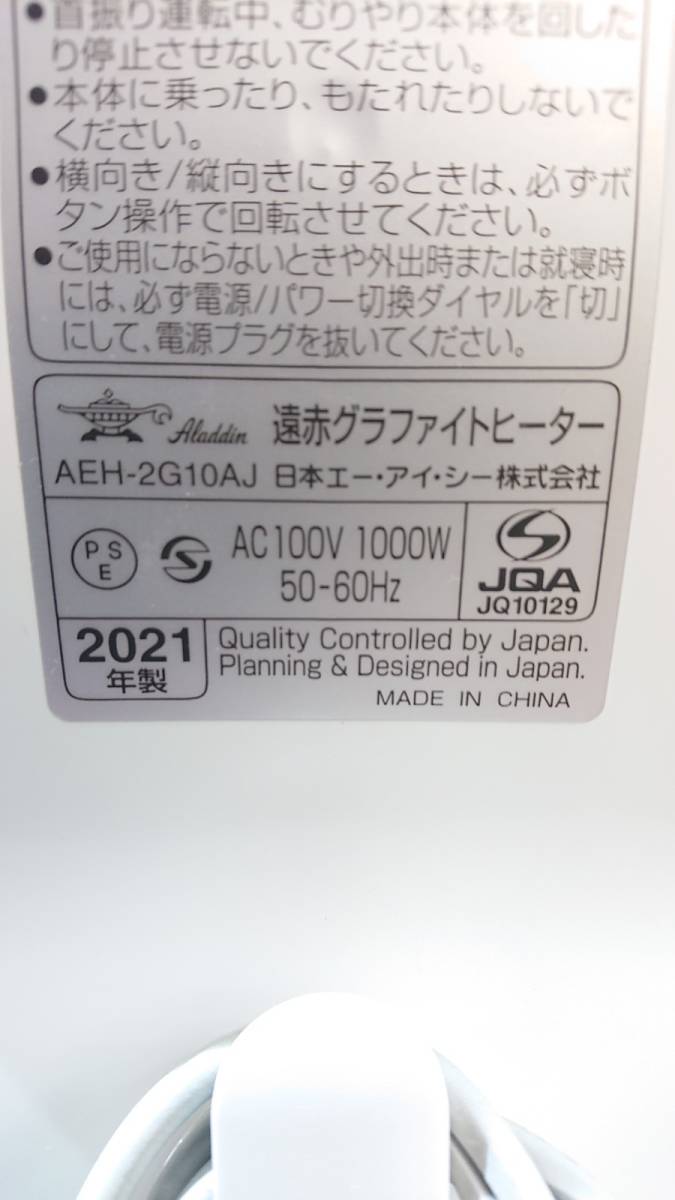 ●首振り運転中、むりやり本体を回した
り停止させないでください。
●本体に乗ったり、もたれたりしないで
ください。
●横向き/縦向きにするときは、必ずボ
タン操作で回転させてください。
●ご使用にならないときや外出時または就寝時
には、必ず電源/パワー切換ダイヤルを「切」
にして、電源プラグを抜いてください。
Aladdin 遠赤グラファイトヒーター
AEH-2G10AJ 日本エー・アイ・シー株式会社
PS
E
AC100V 1000W
50-60Hz
JQA
JQ10129
2021
年製
Quality Controlled by Japan.
Planning & Designed in Japan.
MADE IN CHINA